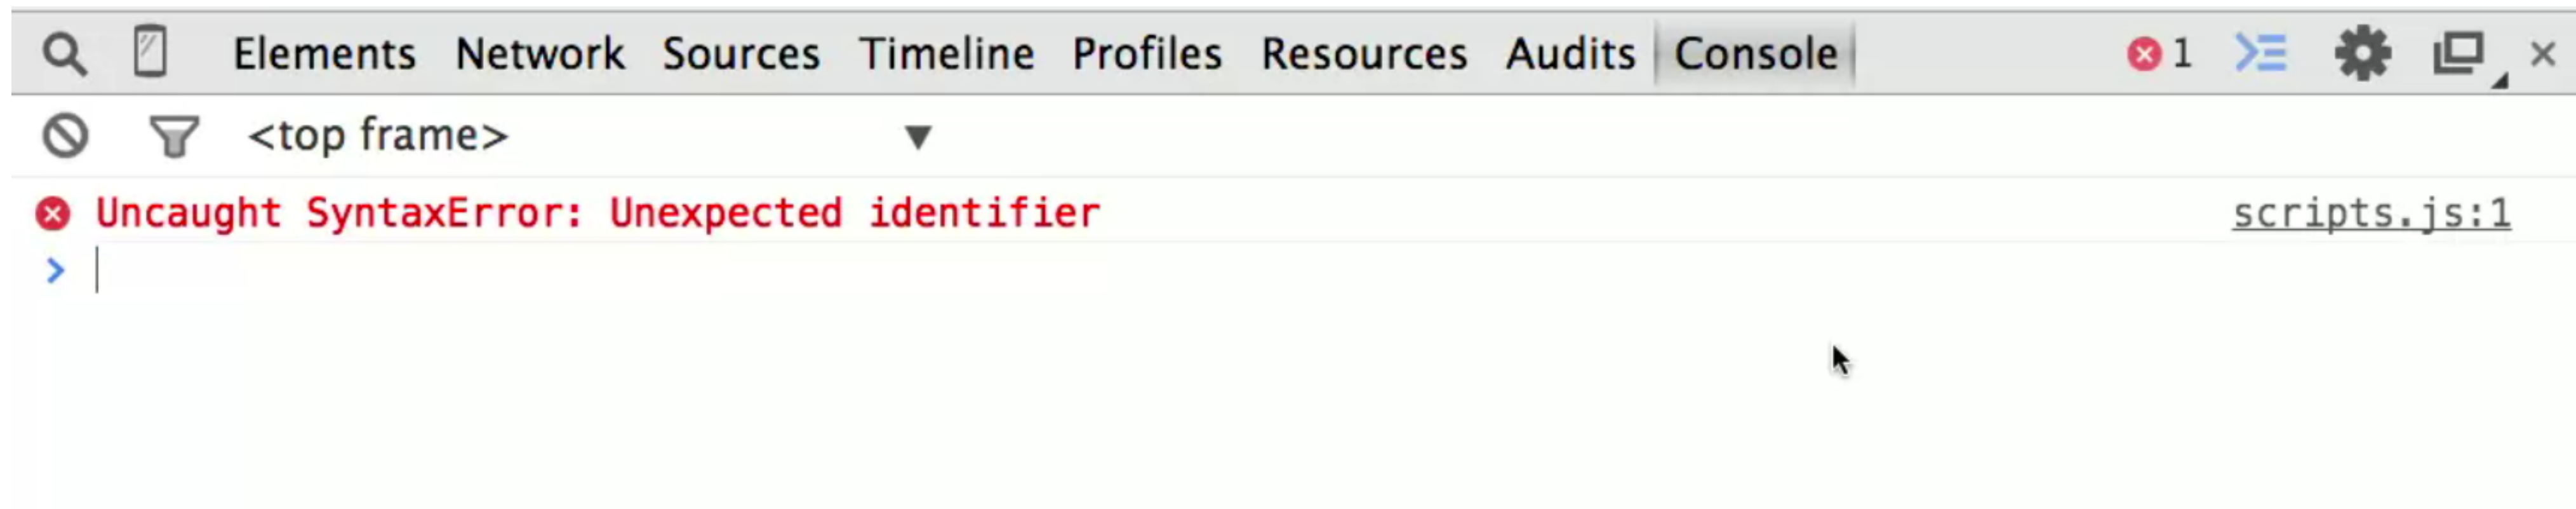 Elements Network Sources Timeline Profiles Resources Audits Console 1
<top frame>
Uncaught SyntaxError: Unexpected identifier scripts.js:1